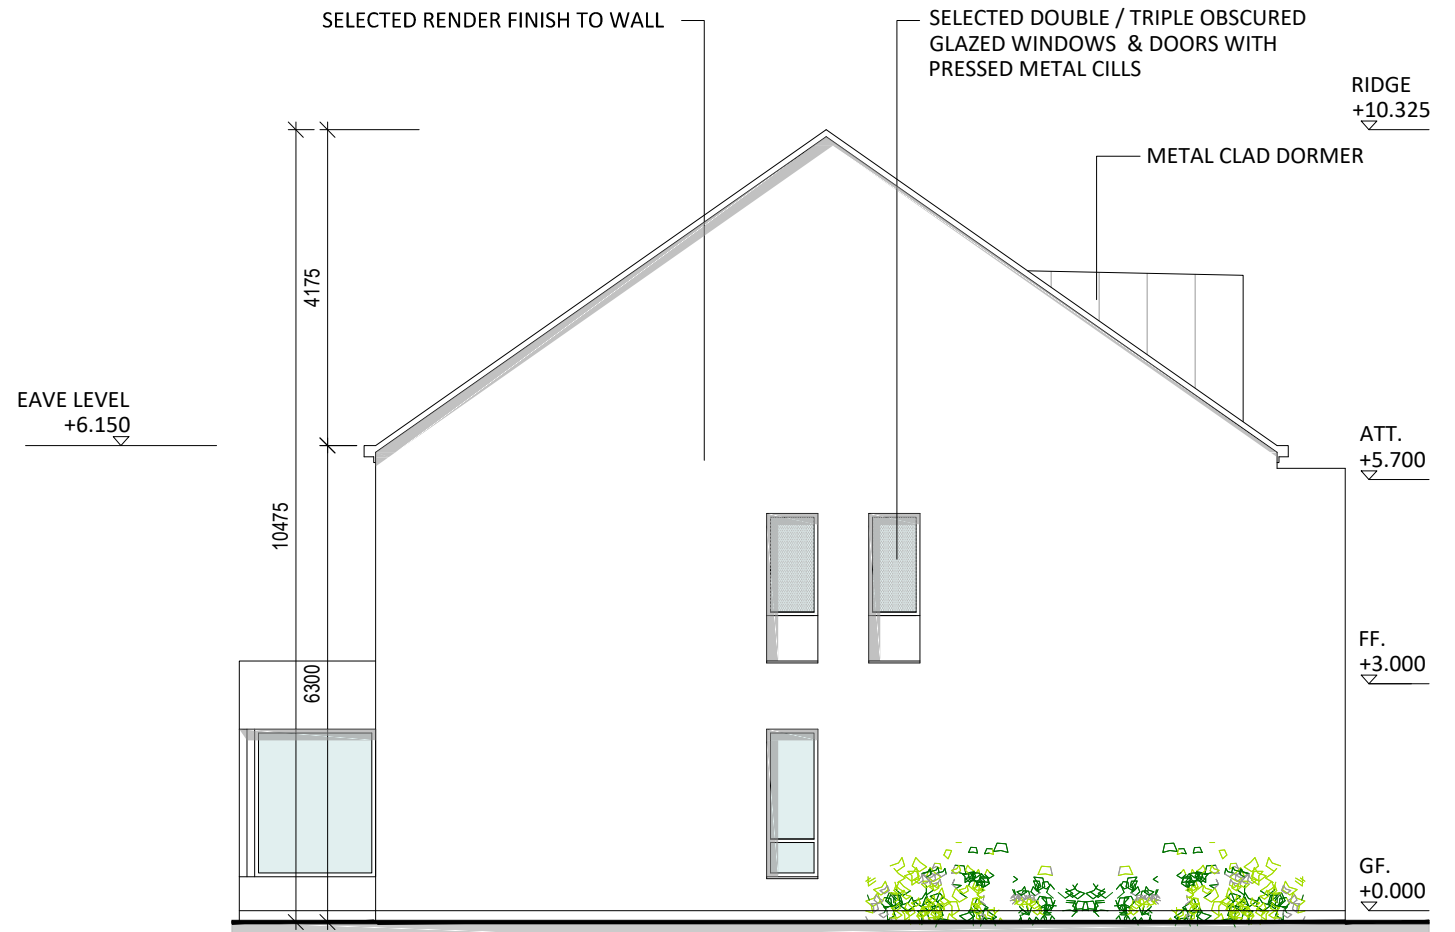 SELECTED RENDER FINISH TO WALL
SELECTED DOUBLE / TRIPLE OBSCURED
GLAZED WINDOWS & DOORS WITH
PRESSED METAL CILLS
RIDGE
+10.325
METAL CLAD DORMER
4175
EAVE LEVEL
+6.150
ATT.
+5.700
10475
FF.
+3.000
6300
GF.
+0.000